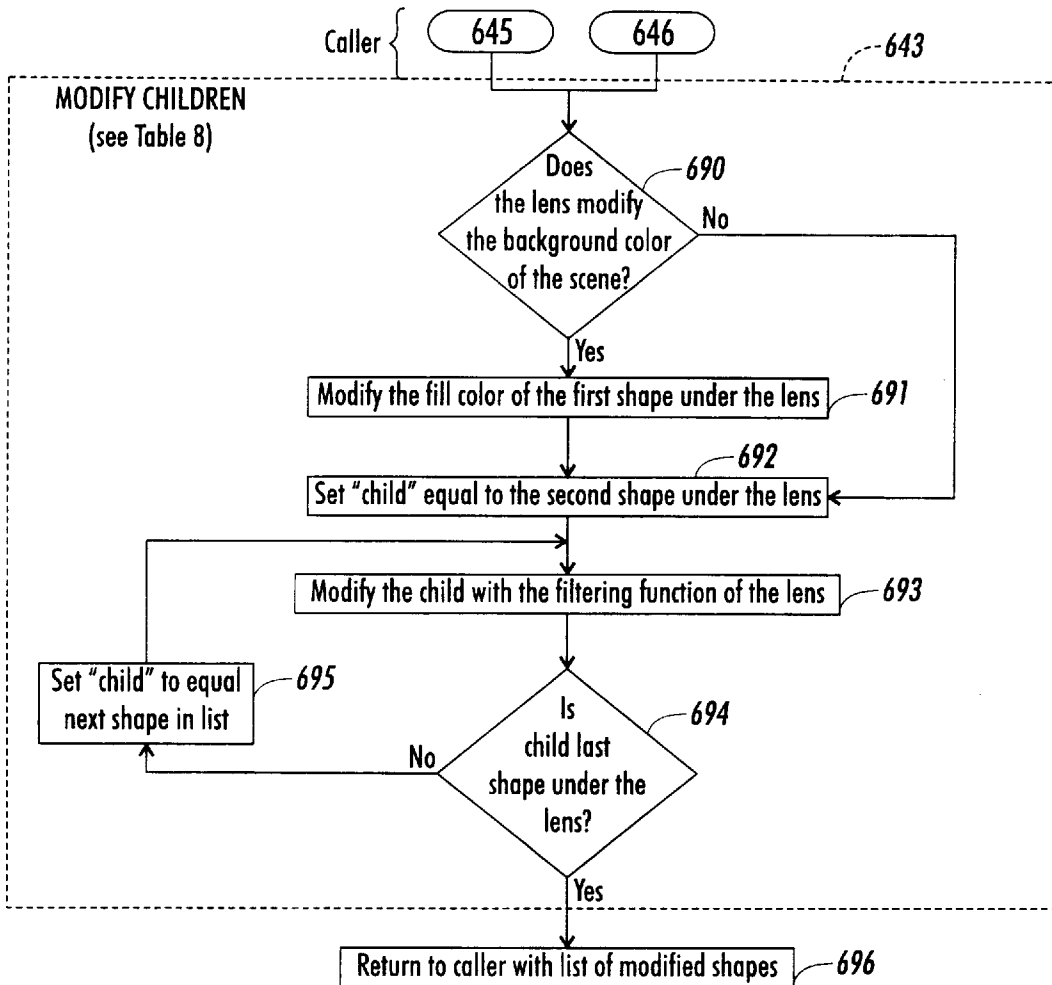 Caller
645
646
643
MODIFY CHILDREN
(see Table 8)
Does
the lens modify
the background color
of the scene?
690
No
Yes
Modify the fill color of the first shape under the lens
691
692
Set "child" equal to the second shape under the lens
Modify the child with the filtering function of the lens
693
Set "child" to equal
next shape in list
695
Is
child last
shape under the
lens?
694
No
Yes
Return to caller with list of modified shapes
696